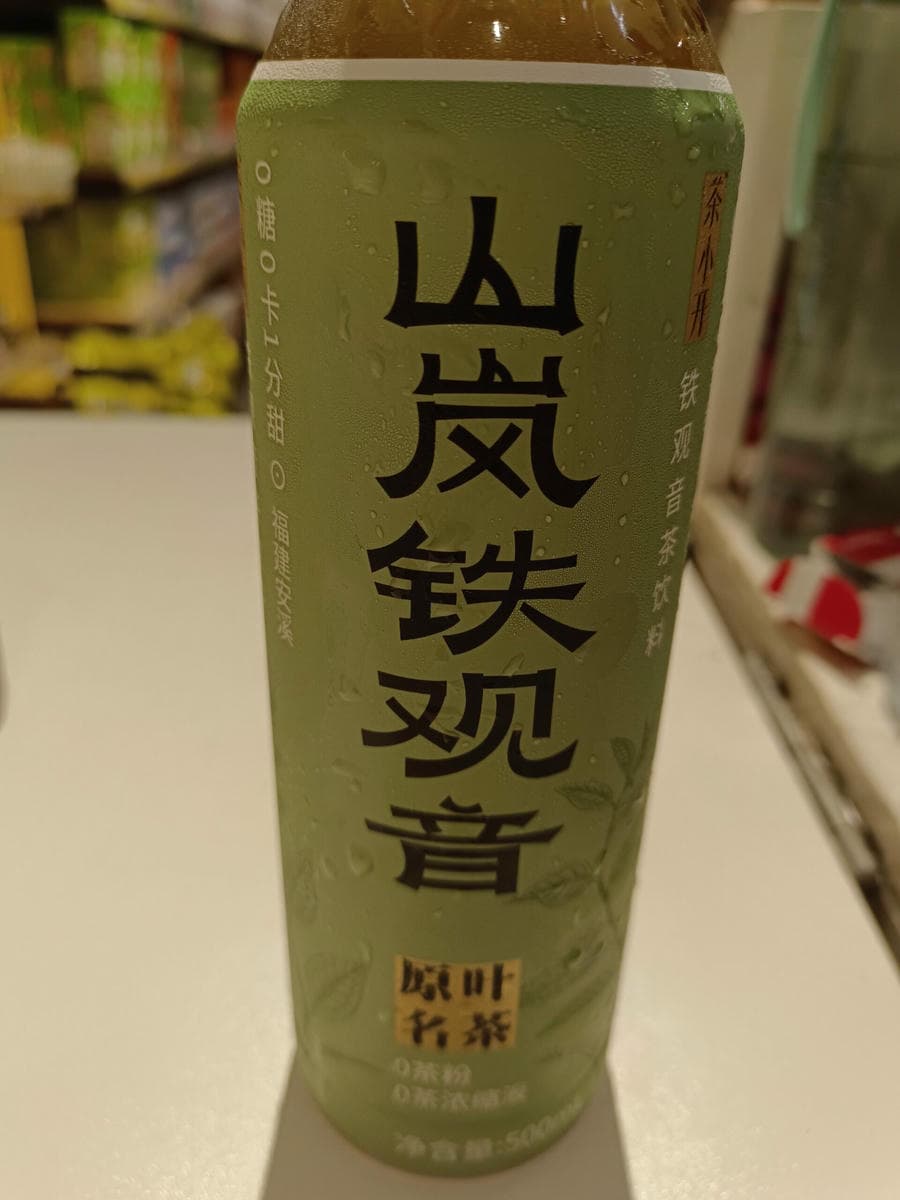 山岚铁观音
茶小开
铁观音茶饮料
0糖0卡1分甜⊙福建安溪
原叶
名茶
0茶粉
0茶浓缩液
净含量:500mL